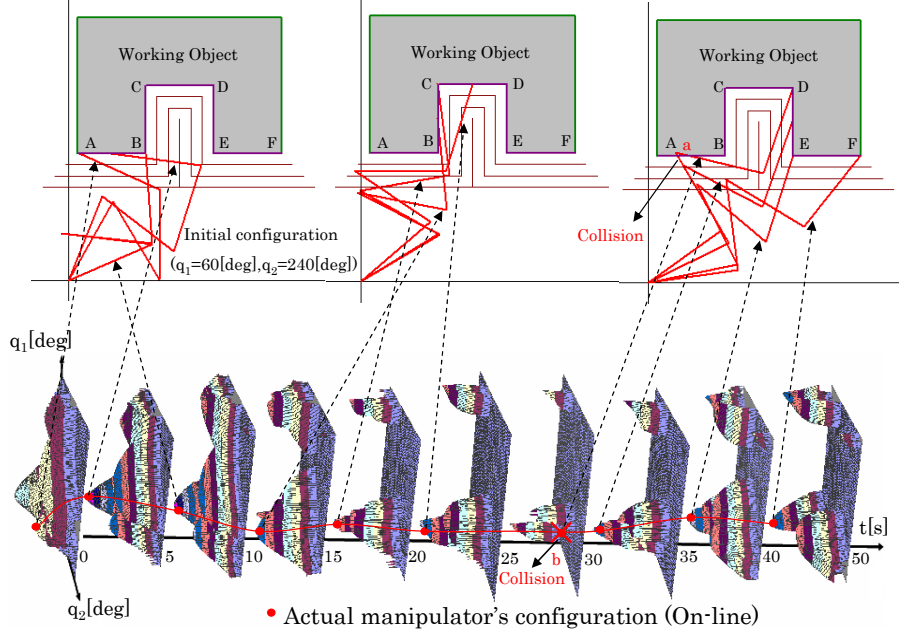 Working Object
C D
A B E F
Initial configuration
(q₁=60[deg],q₂=240[deg])
Working Object
C D
A B E F
Working Object
C D
A a B E F
Collision
q₁[deg]
0 5 10 15 20 25 30 35 40 50
t[s]
b
Collision
q₂[deg]
Actual manipulator's configuration (On-line)